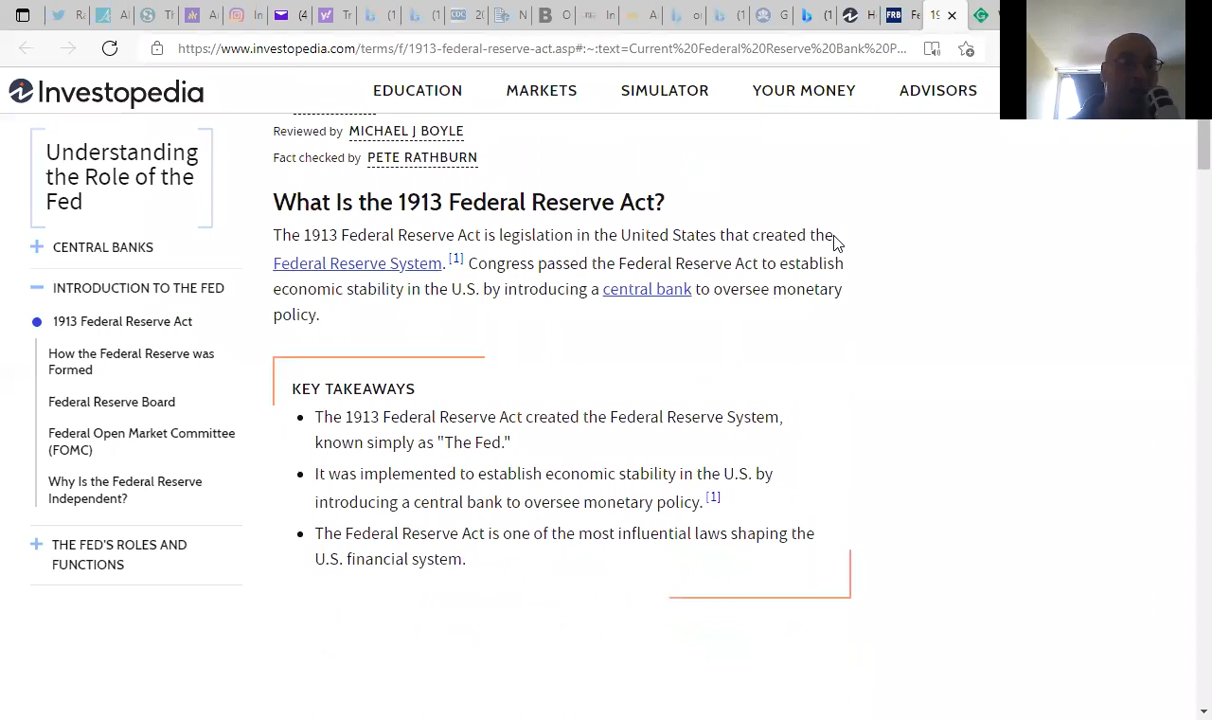 https://www.investopedia.com/terms/f/1913-federal-reserve-act.asp#:~:text=Current%20Federal%20Reserve%20Bank%20P...
Investopedia
EDUCATION
MARKETS
SIMULATOR
YOUR MONEY
ADVISORS
Understanding
the Role of the
Fed
CENTRAL BANKS
INTRODUCTION TO THE FED
1913 Federal Reserve Act
How the Federal Reserve was
Formed
Federal Reserve Board
Federal Open Market Committee
(FOMC)
Why Is the Federal Reserve
Independent?
THE FED'S ROLES AND
FUNCTIONS
Reviewed by MICHAEL J BOYLE
Fact checked by PETE RATHBURN
What Is the 1913 Federal Reserve Act?
The 1913 Federal Reserve Act is legislation in the United States that created the
Federal Reserve System. [1] Congress passed the Federal Reserve Act to establish
economic stability in the U.S. by introducing a central bank to oversee monetary
policy.
KEY TAKEAWAYS
• The 1913 Federal Reserve Act created the Federal Reserve System,
known simply as "The Fed."
• It was implemented to establish economic stability in the U.S. by
introducing a central bank to oversee monetary policy. [1]
• The Federal Reserve Act is one of the most influential laws shaping the
U.S. financial system.